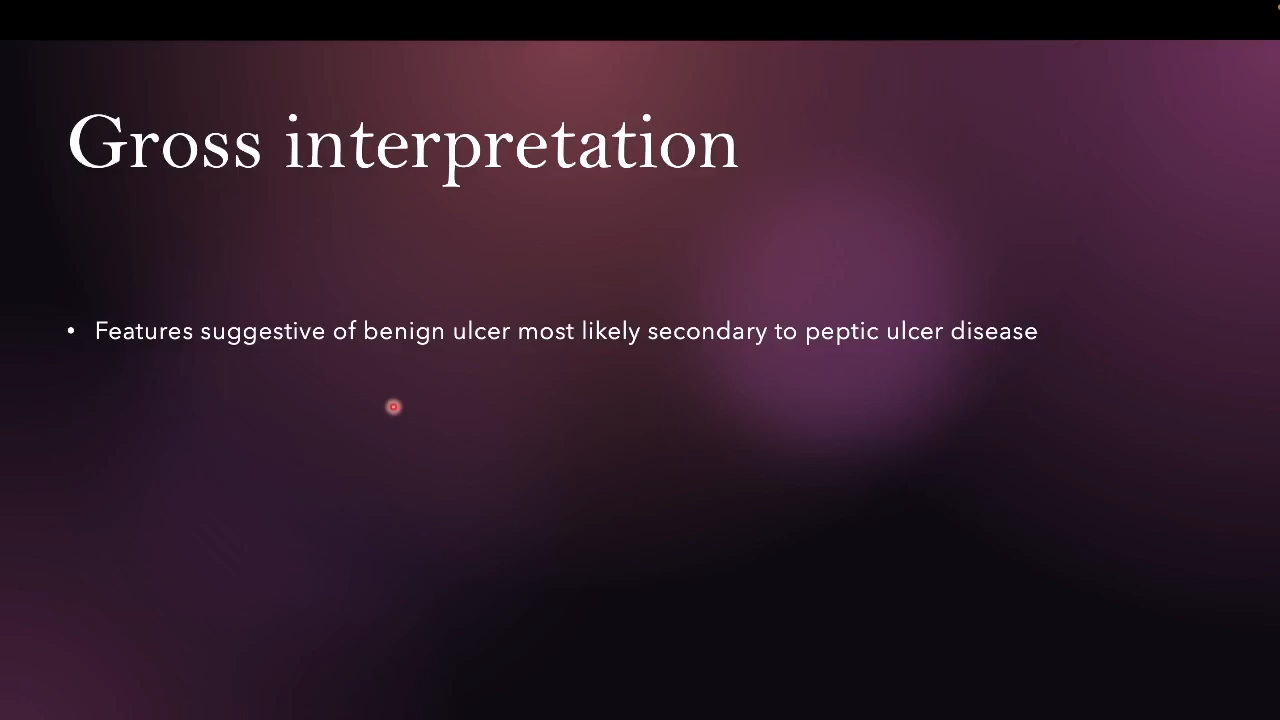 Gross interpretation
• Features suggestive of benign ulcer most likely secondary to peptic ulcer disease